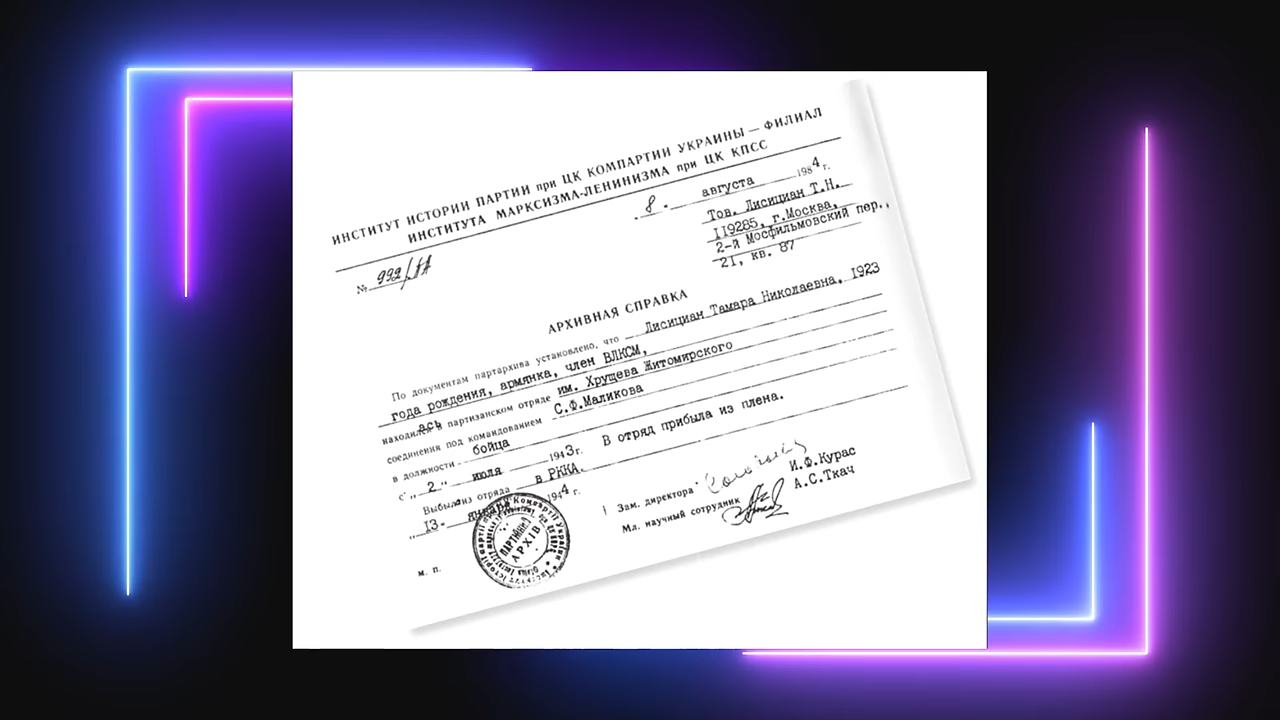 ИНСТИТУТ ИСТОРИИ ПАРТИИ при ЦК КОМПАРТИИ УКРАИНЫ — ФИЛИАЛ
ИНСТИТУТА МАРКСИЗМА-ЛЕНИНИЗМА при ЦК КПСС
8. августа 1984 г.
№ 992/
Тов. Лисициан Т.Н.
119285, г.Москва,
2-й Мосфильмовский пер.,
21, кв. 87
АРХИВНАЯ СПРАВКА
По документам партархива установлено, что Лисициан Тамара Николаевна, 1923
года рождения, армянка, член ВЛКСМ,
находилась в партизанском отряде им. Хрущева Житомирского
соединения под командованием С.Ф.Маликова
в должности бойца
с „ 2 " июля 1943 г. В отряд прибыла из плена.
Выбыл из отряда в РККА.
„ 13 - " января 1944 г.
Зам. директора И.Ф.Курас
Мл. научный сотрудник А.С.Ткач
м. п.
ПАРТІЙНИЙ
АРХІВ